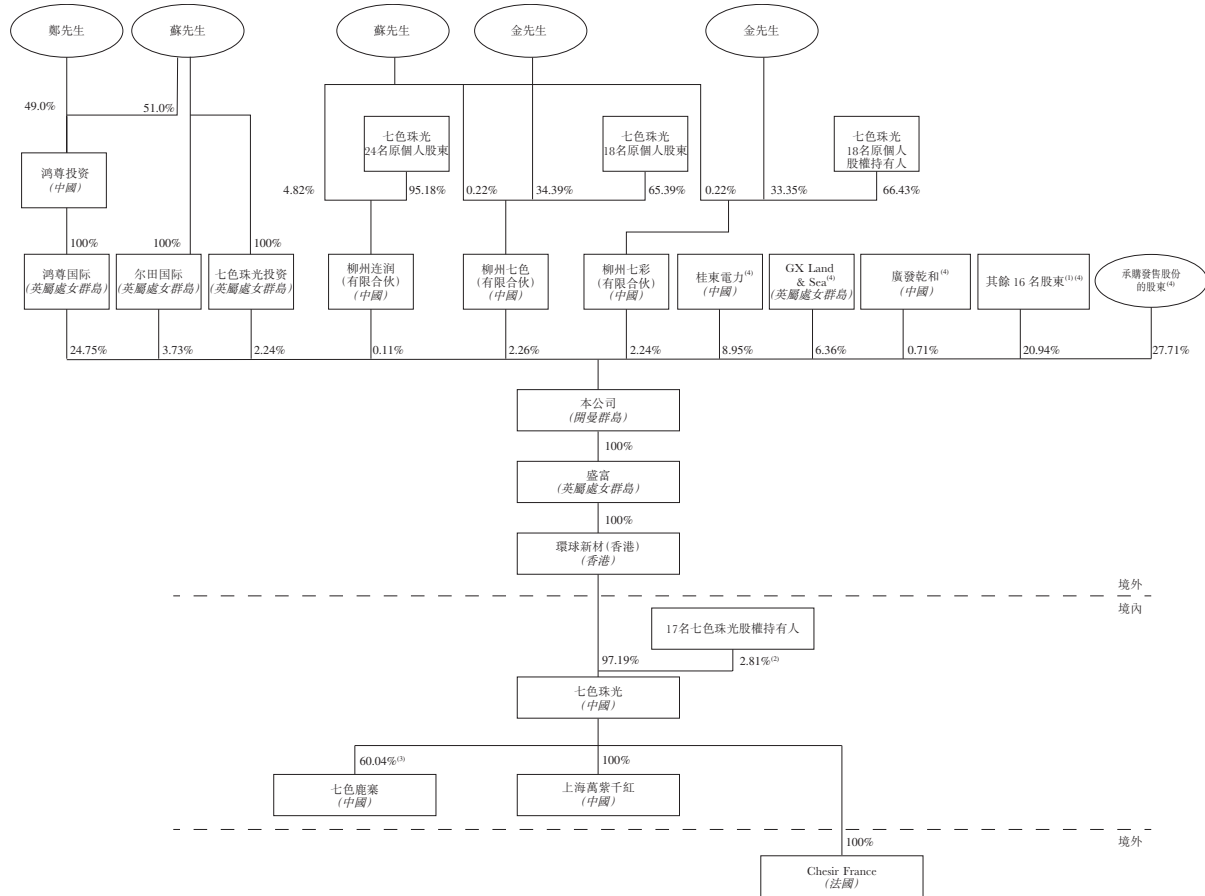 鄭先生
蘇先生
蘇先生
金先生
金先生
49.0%
51.0%
七色珠光
24名原個人股東
七色珠光
18名原個人股東
七色珠光
18名原個人
股權持有人
鸿尊投资
(中國)
4.82%
95.18%
0.22%
34.39%
65.39%
0.22%
33.35%
66.43%
100%
100%
100%
鸿尊国际
(英屬處女群島)
尔田国际
(英屬處女群島)
七色珠光投资
(英屬處女群島)
柳州连润
(有限合伙)
(中國)
柳州七色
(有限合伙)
(中國)
柳州七彩
(有限合伙)
(中國)
桂東電力(4)
(中國)
GX Land
& Sea(4)
(英屬處女群島)
廣發乾和(4)
(中國)
其餘 16 名股東(1) (4)
承購發售股份
的股東(4)
24.75%
3.73%
2.24%
0.11%
2.26%
2.24%
8.95%
6.36%
0.71%
20.94%
27.71%
本公司
(開曼群島)
100%
盛富
(英屬處女群島)
100%
環球新材(香港)
(香港)
境外
境內
17名七色珠光股權持有人
97.19%
2.81%(2)
七色珠光
(中國)
60.04%(3)
100%
七色鹿寨
(中國)
上海萬紫千紅
(中國)
境外
100%
Chesir France
(法國)